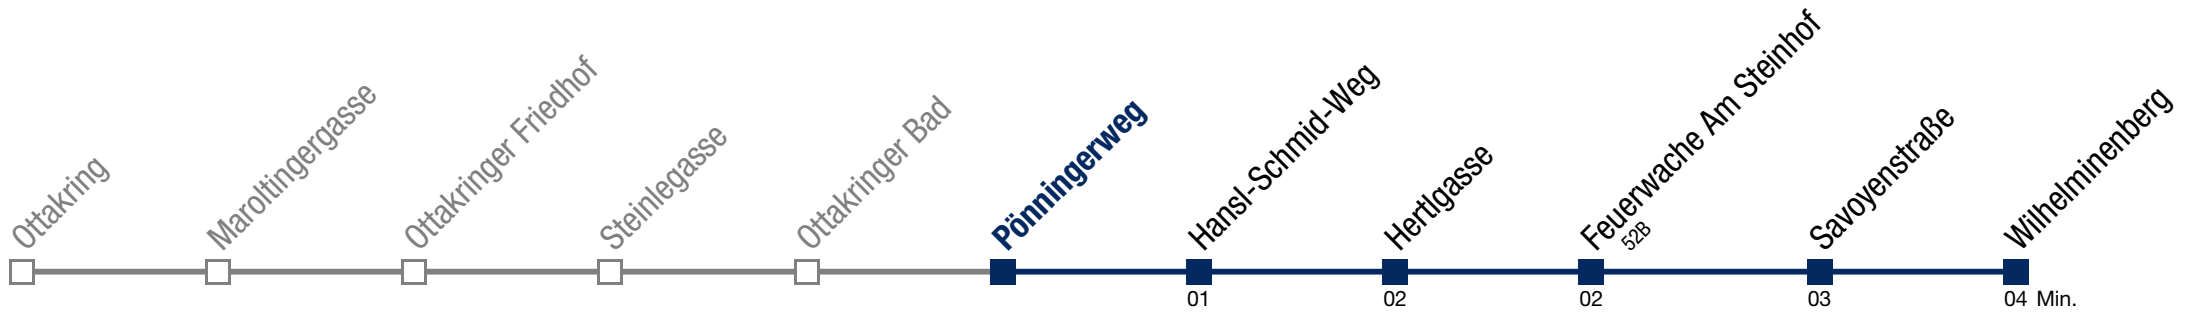 Ottakring
Maroltingergasse
Ottakringer Friedhof
Steinlegasse
Ottakringer Bad
Pönningerweg
Hansl-Schmid-Weg
Hertlgasse
Feuerwache Am Steinhof
52B
Savoyenstraße
Wilhelminenberg
01
02
02
03
04 Min.